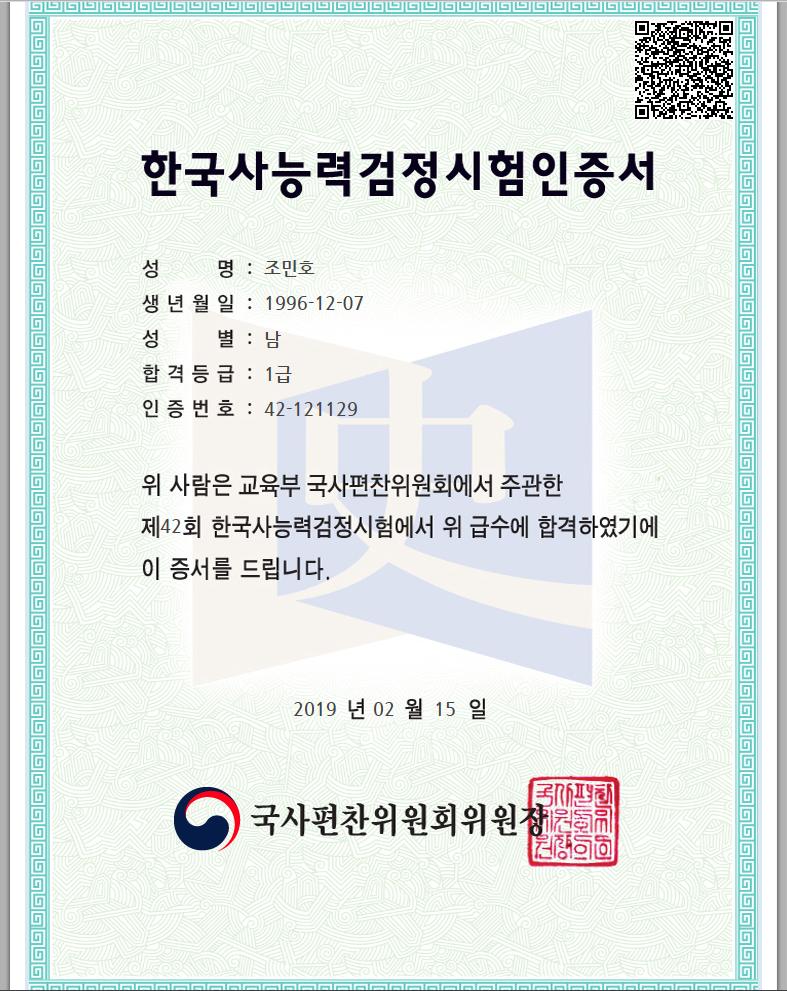 한국사능력검정시험인증서
성 명 : 조민호
생년월일 : 1996-12-07
성 별 : 남
합격등급 : 1급
인증번호 : 42-121129
史
위 사람은 교육부 국사편찬위원회에서 주관한
제42회 한국사능력검정시험에서 위 급수에 합격하였기에
이 증서를 드립니다.
2019 년 02 월 15 일
국사편찬위원회위원장